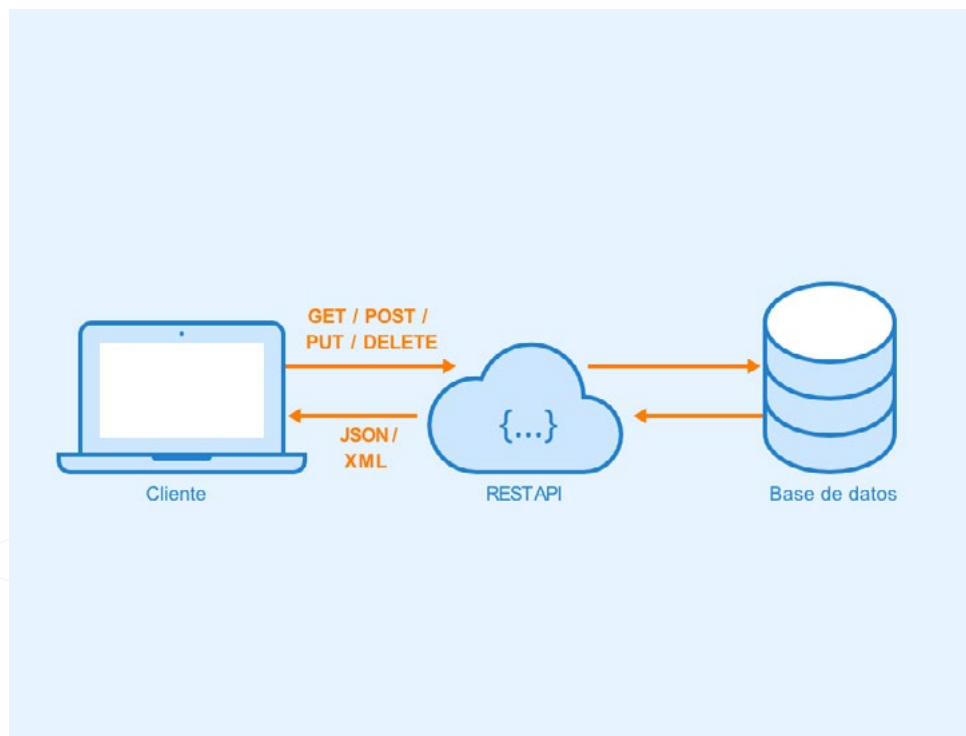 GET / POST /
PUT / DELETE
{...}
JSON /
XML
Cliente
REST API
Base de datos